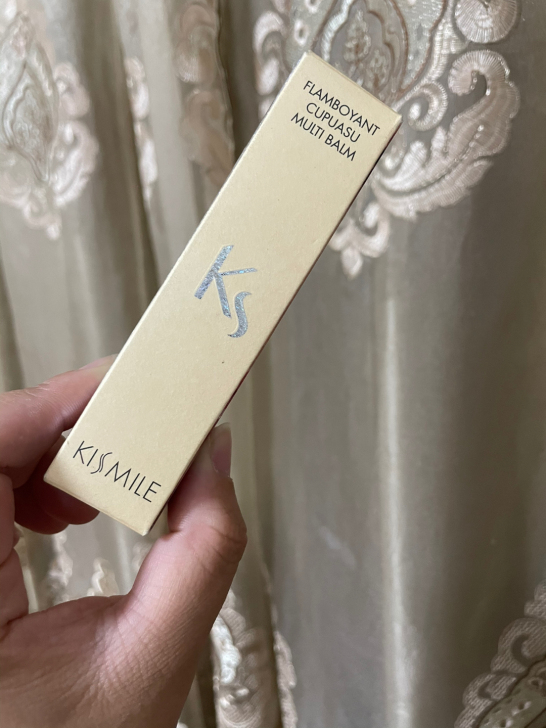 FLAMBOYANT
CUPUASU
MULTI BALM
KS
KISSMILE